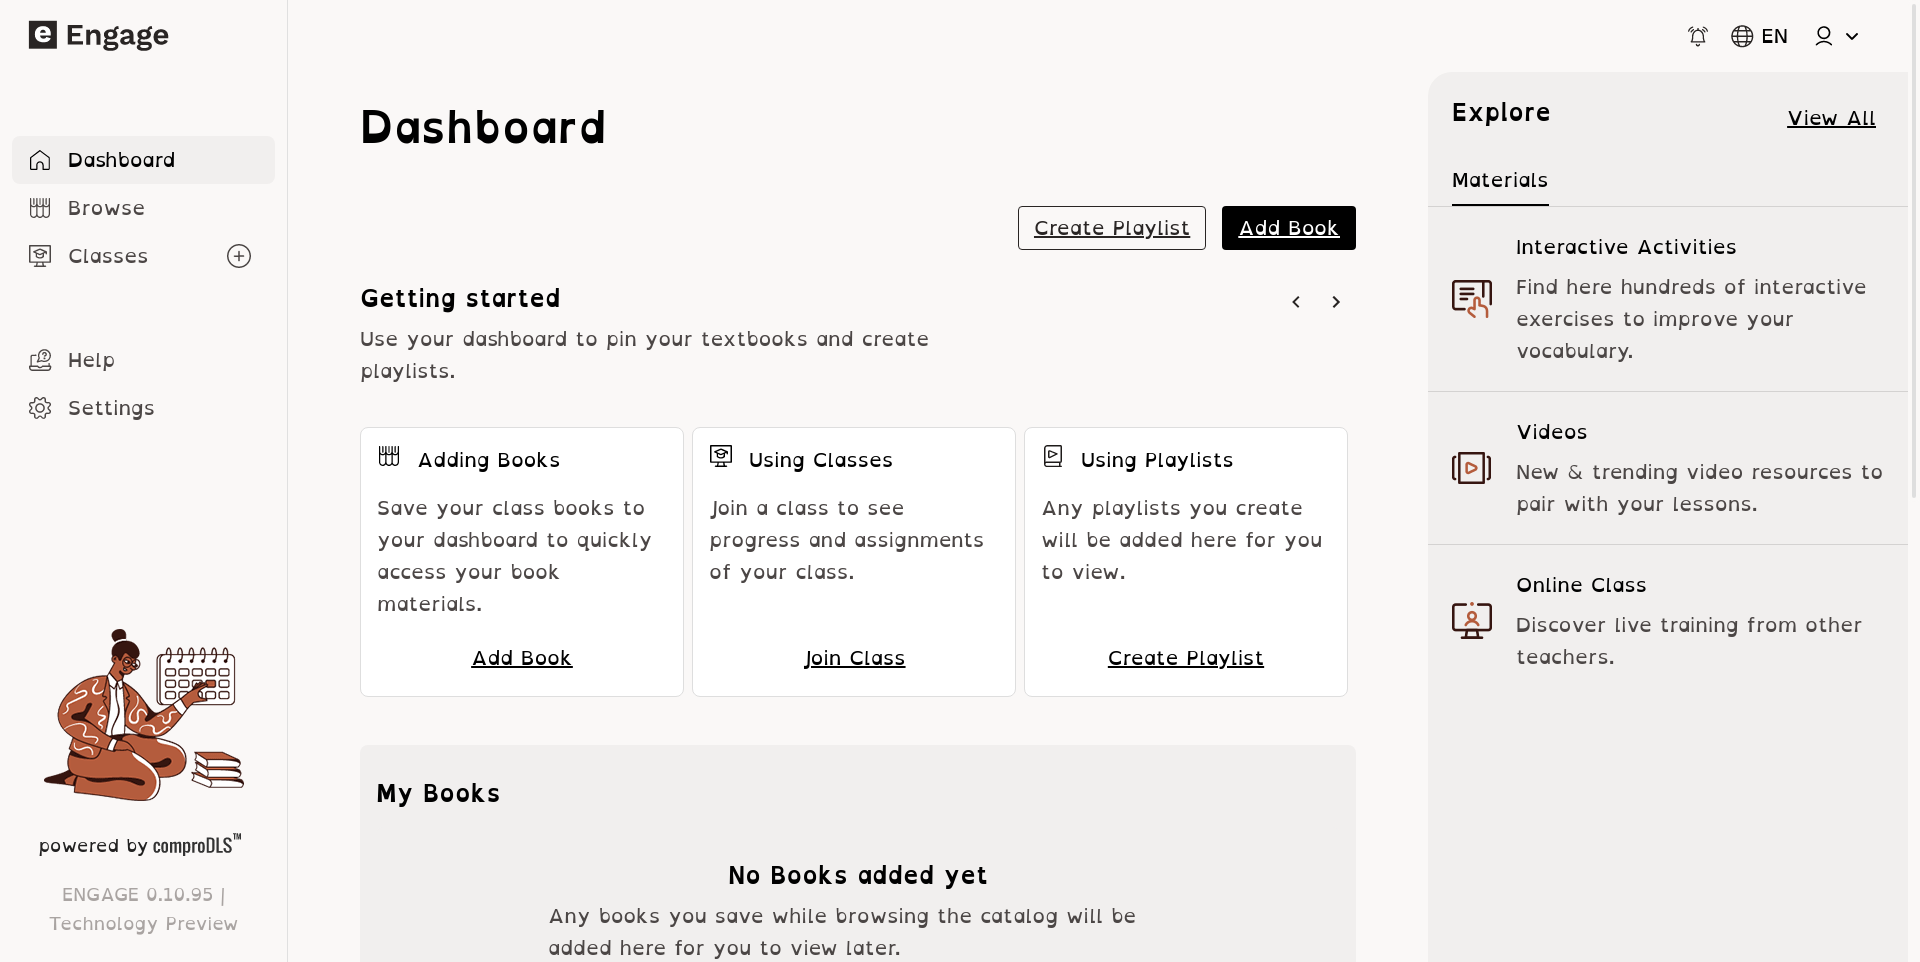 e Engage
EN
Dashboard
Browse
Classes
Help
Settings
powered by comproDLS™
ENGAGE 0.10.95 |
Technology Preview
Dashboard
Create Playlist
Add Book
Getting started
Use your dashboard to pin your textbooks and create
playlists.
Adding Books
Save your class books to
your dashboard to quickly
access your book
materials.
Add Book
Using Classes
Join a class to see
progress and assignments
of your class.
Join Class
Using Playlists
Any playlists you create
will be added here for you
to view.
Create Playlist
My Books
No Books added yet
Any books you save while browsing the catalog will be
added here for you to view later.
Explore
View All
Materials
Interactive Activities
Find here hundreds of interactive
exercises to improve your
vocabulary.
Videos
New & trending video resources to
pair with your lessons.
Online Class
Discover live training from other
teachers.